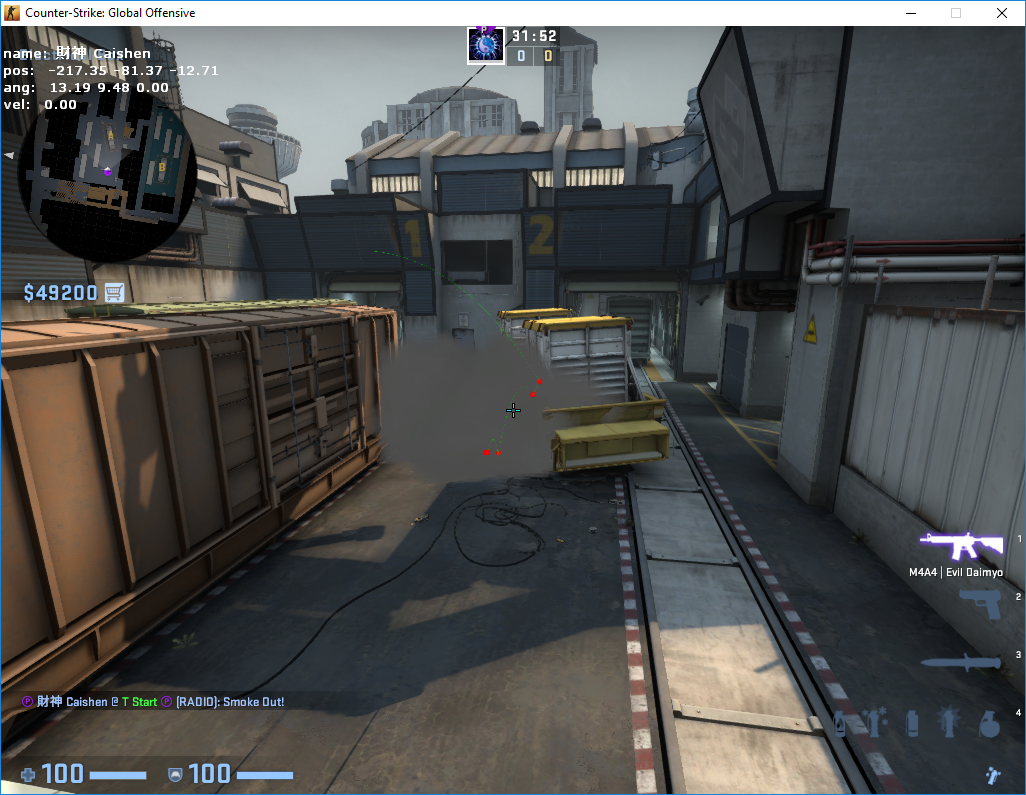 Counter-Strike: Global Offensive
31:52
0 0
name: 財神 Caishen
pos: -217.35 -81.37 -12.71
ang: 13.19 9.48 0.00
vel: 0.00
B
1 2
$49200
1
M4A4 | Evil Daimyo
2
3
4
Ⓟ 財神 Caishen @ T Start Ⓟ [RADIO]: Smoke Out!
100 100